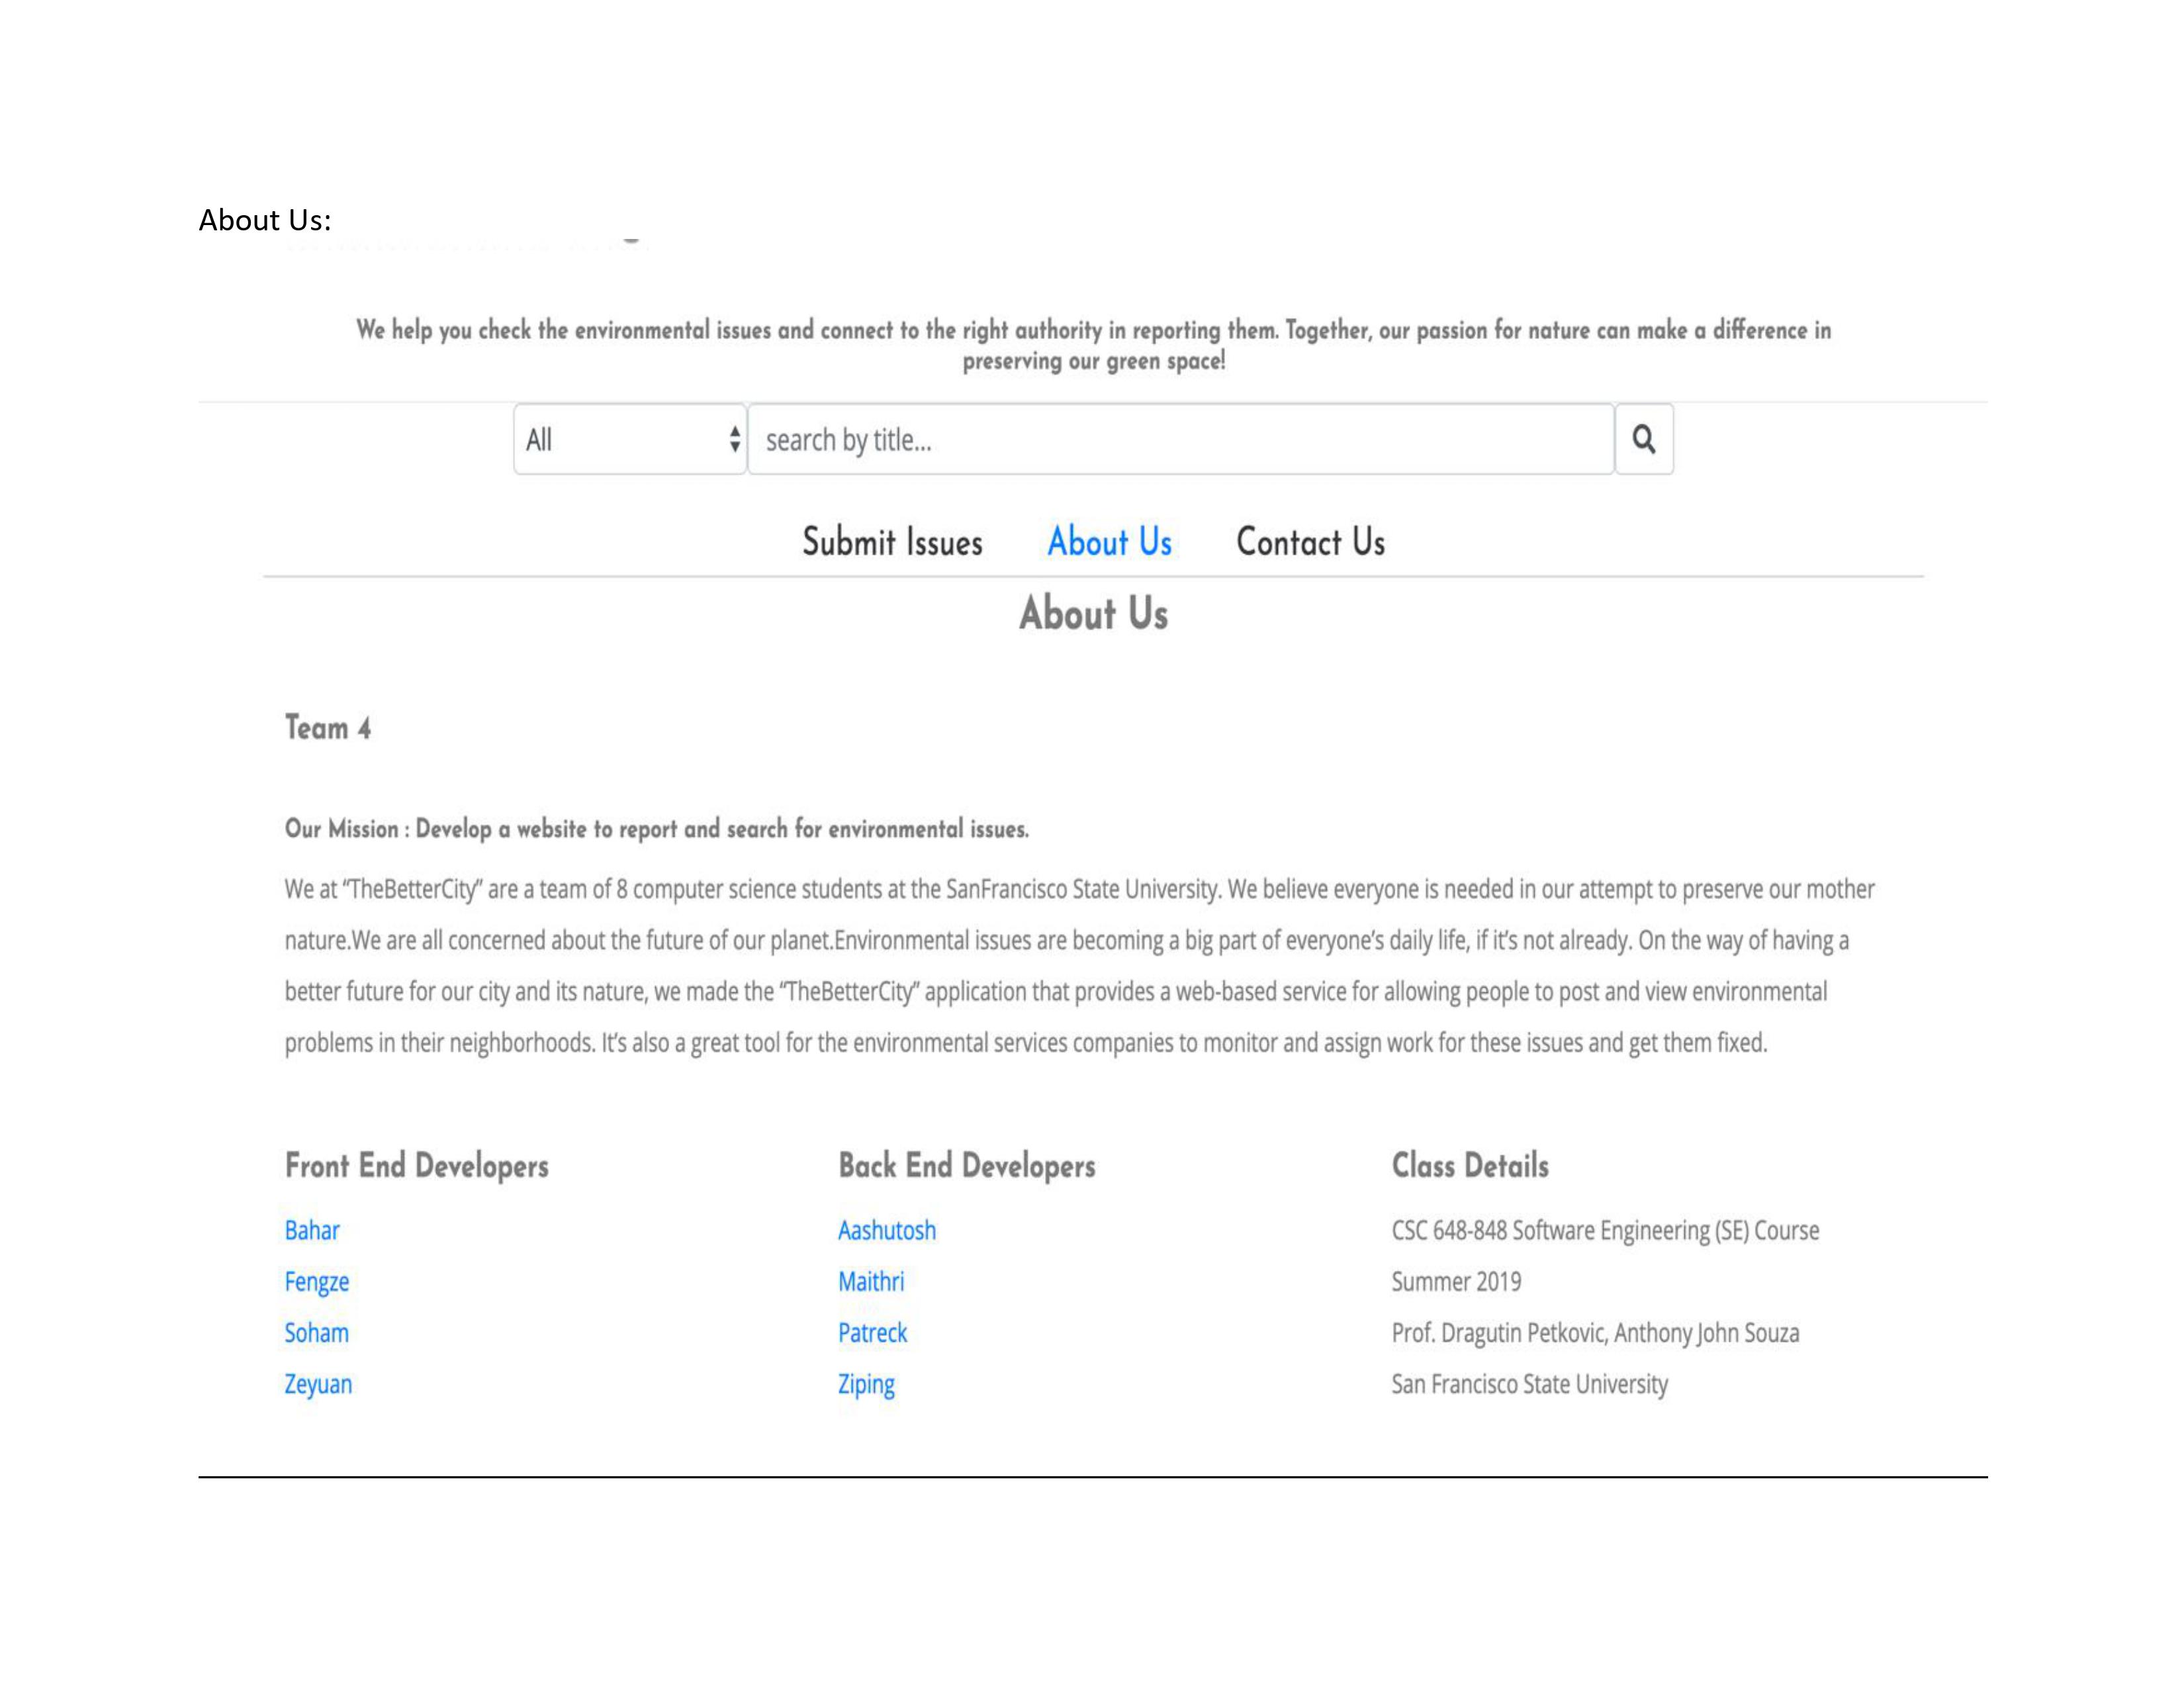 About Us:
We help you check the environmental issues and connect to the right authority in reporting them. Together, our passion for nature can make a difference in
preserving our green space!
All
search by title...
Submit Issues About Us Contact Us
About Us
Team 4
Our Mission : Develop a website to report and search for environmental issues.
We at “TheBetterCity” are a team of 8 computer science students at the SanFrancisco State University. We believe everyone is needed in our attempt to preserve our mother
nature.We are all concerned about the future of our planet.Environmental issues are becoming a big part of everyone’s daily life, if it’s not already. On the way of having a
better future for our city and its nature, we made the “TheBetterCity” application that provides a web-based service for allowing people to post and view environmental
problems in their neighborhoods. It’s also a great tool for the environmental services companies to monitor and assign work for these issues and get them fixed.
Front End Developers
Bahar
Fengze
Soham
Zeyuan
Back End Developers
Aashutosh
Maithri
Patreck
Ziping
Class Details
CSC 648-848 Software Engineering (SE) Course
Summer 2019
Prof. Dragutin Petkovic, Anthony John Souza
San Francisco State University